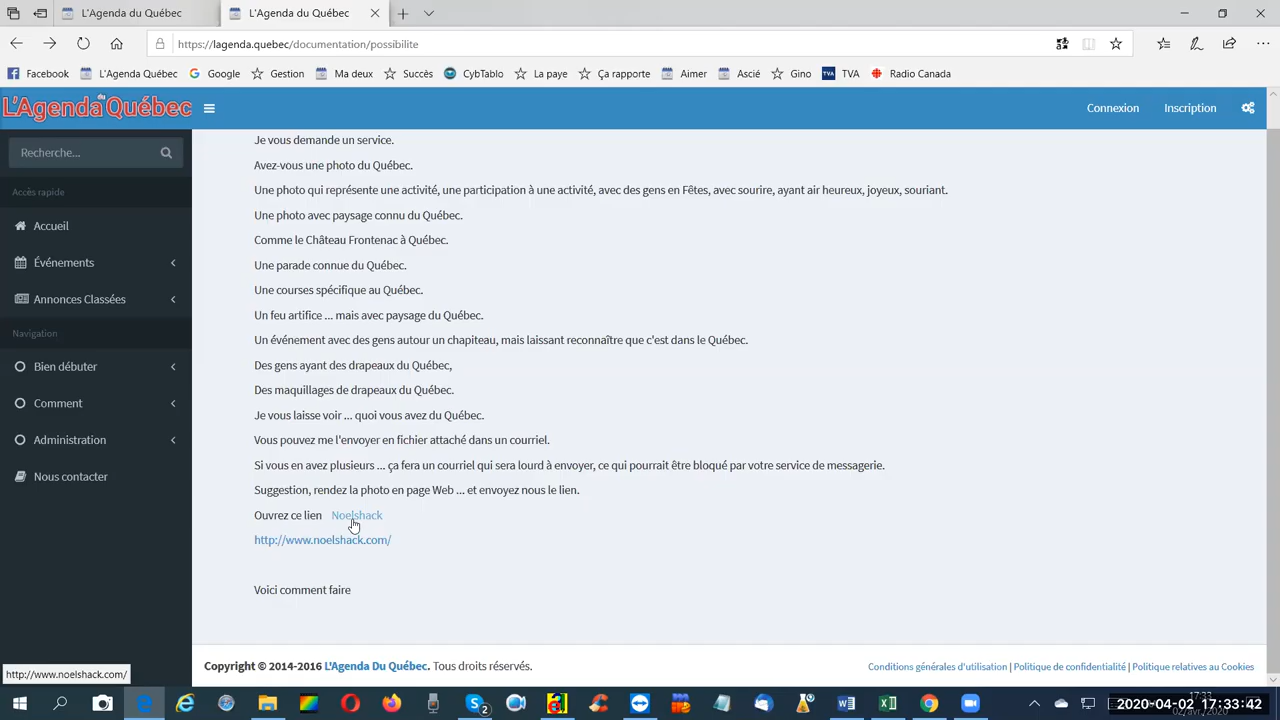 L'Agenda du Québec
L'Agenda du Québec
https://lagenda.quebec/documentation/possibilite
Facebook L'Agenda Québec Google Gestion Ma deux Succès CybTablo La paye Ça rapporte Aimer Ascié Gino TVA TVA Radio Canada
L'Agenda du Québec
Connexion Inscription
Recherche...
Accès rapide
Accueil
Événements
Annonces Classées
Navigation
Bien débuter
Comment
Administration
Nous contacter
Je vous demande un service.
Avez-vous une photo du Québec.
Une photo qui représente une activité, une participation à une activité, avec des gens en Fêtes, avec sourire, ayant air heureux, joyeux, souriant.
Une photo avec paysage connu du Québec.
Comme le Château Frontenac à Québec.
Une parade connue du Québec.
Une courses spécifique au Québec.
Un feu artifice ... mais avec paysage du Québec.
Un événement avec des gens autour un chapiteau, mais laissant reconnaître que c'est dans le Québec.
Des gens ayant des drapeaux du Québec,
Des maquillages de drapeaux du Québec.
Je vous laisse voir ... quoi vous avez du Québec.
Vous pouvez me l'envoyer en fichier attaché dans un courriel.
Si vous en avez plusieurs ... ça fera un courriel qui sera lourd à envoyer, ce qui pourrait être bloqué par votre service de messagerie.
Suggestion, rendez la photo en page Web ... et envoyez nous le lien.
Ouvrez ce lien Noelshack
http://www.noelshack.com/
Voici comment faire
Copyright © 2014-2016 L'Agenda Du Québec. Tous droits réservés.
Conditions générales d'utilisation | Politique de confidentialité | Politique relatives au Cookies
http://www.noelshack.com/
2
17:33
2020-04-02 17:33:42
02/avr./2020